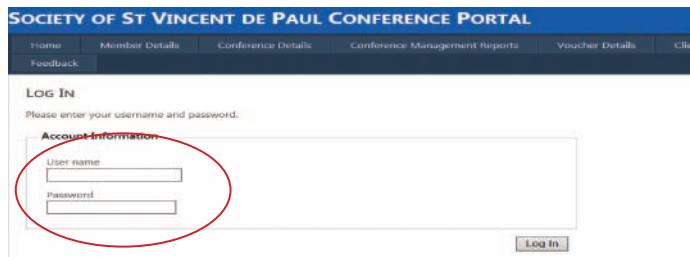 SOCIETY OF ST VINCENT DE PAUL CONFERENCE PORTAL
Home Member Details Conference Details Conference Management Reports Voucher Details Clie
Feedback
LOG IN
Please enter your username and password.
Account Information
User name
Password
Log In